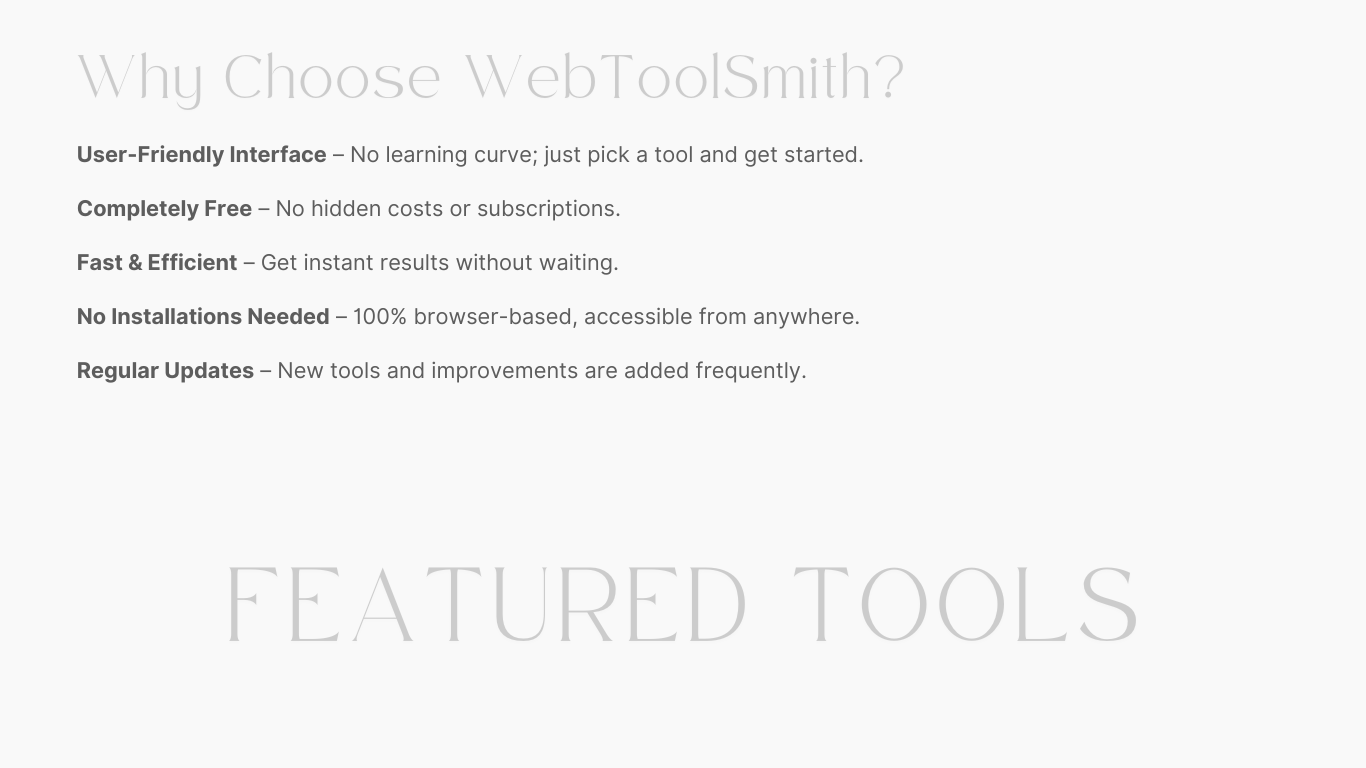 Why Choose WebToolSmith?
User-Friendly Interface – No learning curve; just pick a tool and get started.
Completely Free – No hidden costs or subscriptions.
Fast & Efficient – Get instant results without waiting.
No Installations Needed – 100% browser-based, accessible from anywhere.
Regular Updates – New tools and improvements are added frequently.
FEATURED TOOLS